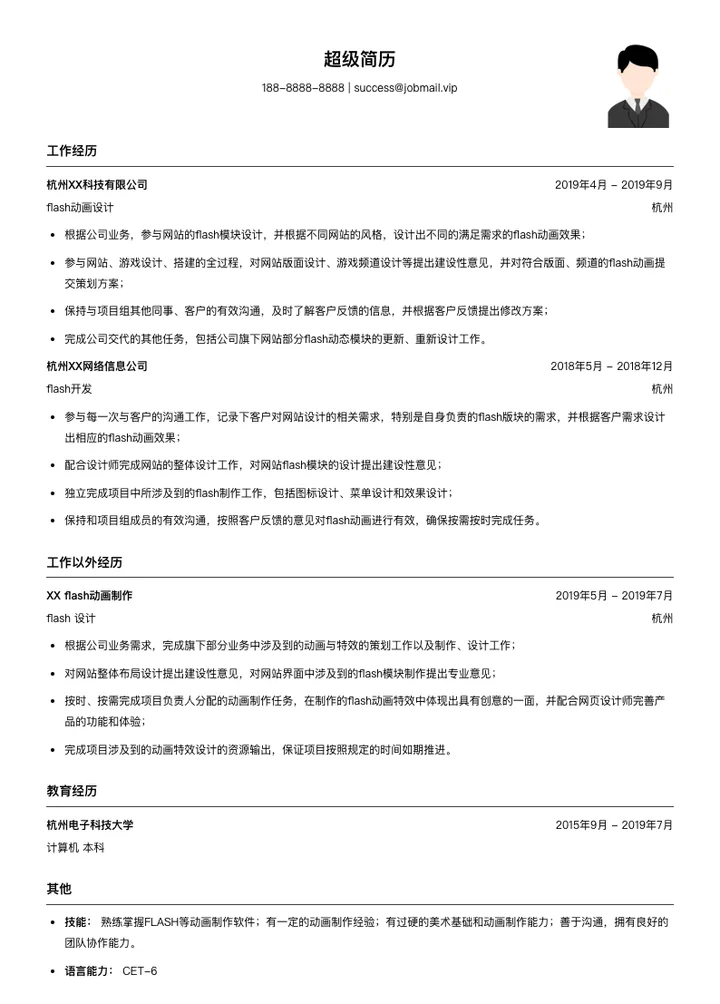 超级简历
188-8888-8888 | success@jobmail.vip
工作经历
杭州XX科技有限公司 2019年4月 – 2019年9月
flash动画设计 杭州
• 根据公司业务，参与网站的flash模块设计，并根据不同网站的风格，设计出不同的满足需求的flash动画效果；
• 参与网站、游戏设计、搭建的全过程，对网站版面设计、游戏频道设计等提出建设性意见，并对符合版面、频道的flash动画提
交策划方案；
• 保持与项目组其他同事、客户的有效沟通，及时了解客户反馈的信息，并根据客户反馈提出修改方案；
• 完成公司交代的其他任务，包括公司旗下网站部分flash动态模块的更新、重新设计工作。
杭州XX网络信息公司 2018年5月 – 2018年12月
flash开发 杭州
• 参与每一次与客户的沟通工作，记录下客户对网站设计的相关需求，特别是自身负责的flash版块的需求，并根据客户需求设计
出相应的flash动画效果；
• 配合设计师完成网站的整体设计工作，对网站flash模块的设计提出建设性意见；
• 独立完成项目中所涉及到的flash制作工作，包括图标设计、菜单设计和效果设计；
• 保持和项目组成员的有效沟通，按照客户反馈的意见对flash动画进行有效，确保按需按时完成任务。
工作以外经历
XX flash动画制作 2019年5月 – 2019年7月
flash 设计 杭州
• 根据公司业务需求，完成旗下部分业务中涉及到的动画与特效的策划工作以及制作、设计工作；
• 对网站整体布局设计提出建设性意见，对网站界面中涉及到的flash模块制作提出专业意见；
• 按时、按需完成项目负责人分配的动画制作任务，在制作的flash动画特效中体现出具有创意的一面，并配合网页设计师完善产
品的功能和体验；
• 完成项目涉及到的动画特效设计的资源输出，保证项目按照规定的时间如期推进。
教育经历
杭州电子科技大学 2015年9月 – 2019年7月
计算机 本科
其他
• 技能： 熟练掌握FLASH等动画制作软件；有一定的动画制作经验；有过硬的美术基础和动画制作能力；善于沟通，拥有良好的
团队协作能力。
• 语言能力： CET-6